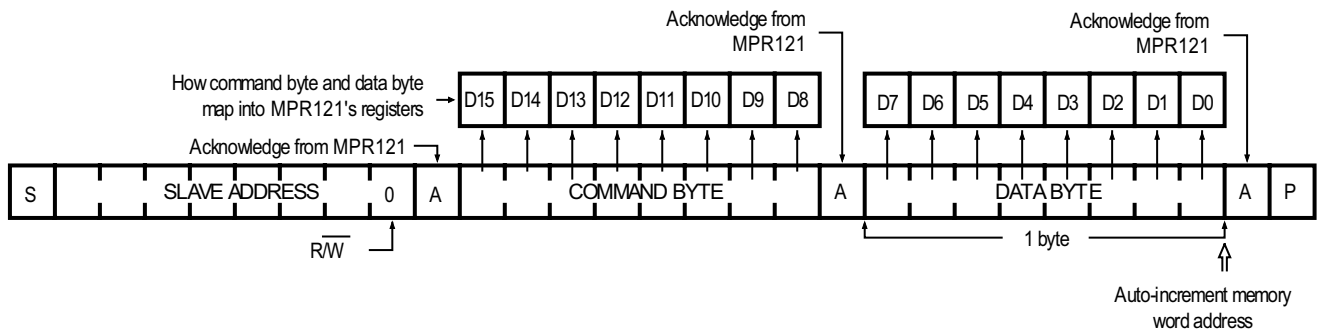 Acknowledge from
MPR121
Acknowledge from
MPR121
How command byte and data byte
map into MPR121's registers
D15 D14 D13 D12 D11 D10 D9 D8
D7 D6 D5 D4 D3 D2 D1 D0
Acknowledge from MPR121
S SLAVE ADDRESS 0 A COMMAND BYTE A DATA BYTE A P
R/W
1 byte
Auto-increment memory
word address